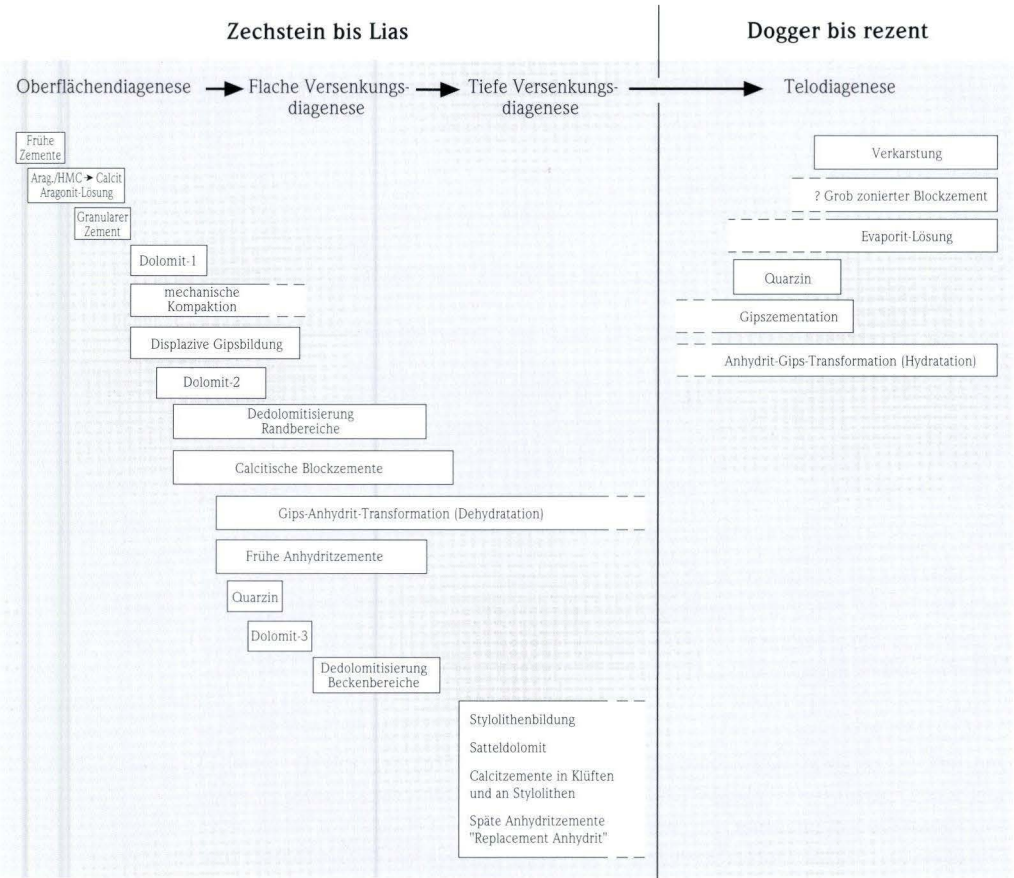 Zechstein bis Lias
Dogger bis rezent
Oberflächendiagenese
Flache Versenkungs-
diagenese
Tiefe Versenkungs-
diagenese
Telodiagenese
Frühe
Zemente
Arag./HMC → Calcit
Aragonit-Lösung
Granularer
Zement
Dolomit-1
mechanische
Kompaktion
Displazive Gipsbildung
Dolomit-2
Dedolomitisierung
Randbereiche
Calcitische Blockzemente
Gips-Anhydrit-Transformation (Dehydratation)
Frühe Anhydritzemente
Quarzin
Dolomit-3
Dedolomitisierung
Beckenbereiche
Stylolithenbildung
Satteldolomit
Calcitzemente in Klüften
und an Stylolithen
Späte Anhydritzemente
"Replacement Anhydrit"
Verkarstung
? Grob zonierter Blockzement
Evaporit-Lösung
Quarzin
Gipszementation
Anhydrit-Gips-Transformation (Hydratation)